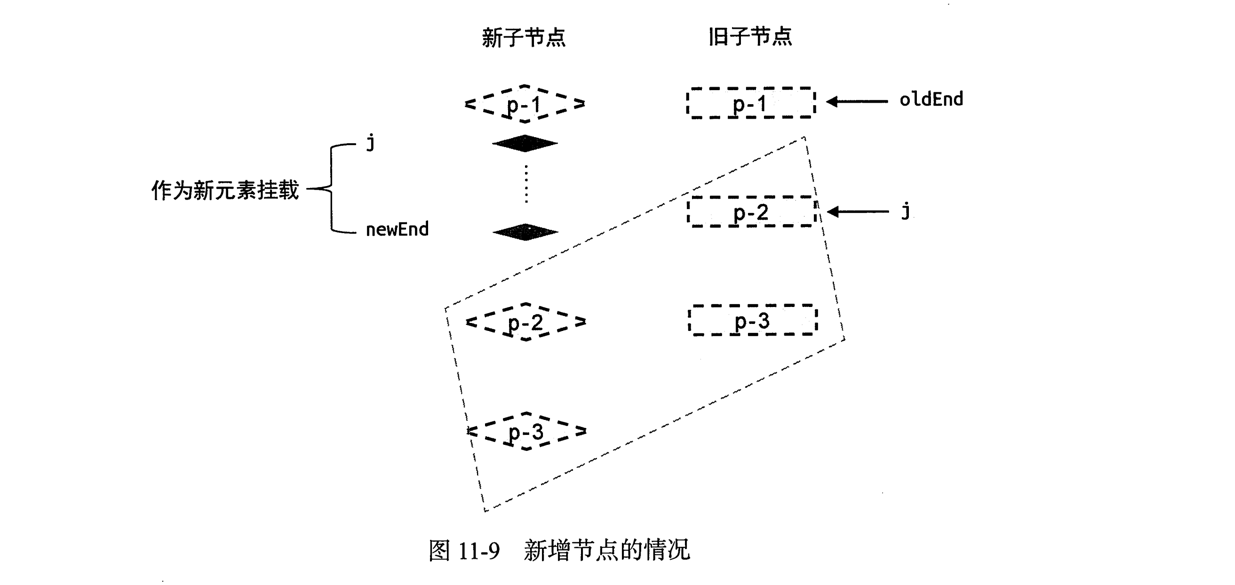 新子节点 旧子节点
p-1 p-1 oldEnd
j
作为新元素挂载
p-2 j
newEnd
p-2 p-3
p-3
图 11-9 新增节点的情况